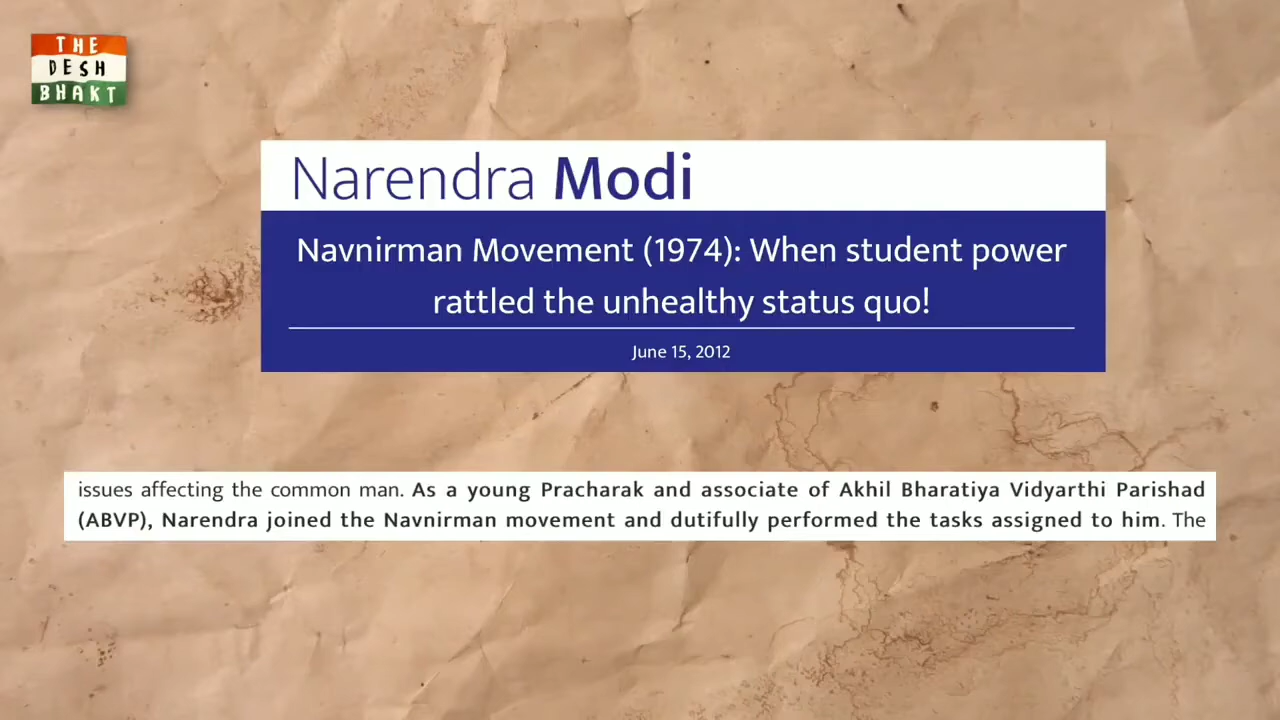 THE
DESH
BHAKT
Narendra Modi
Navnirman Movement (1974): When student power
rattled the unhealthy status quo!
June 15, 2012
issues affecting the common man. As a young Pracharak and associate of Akhil Bharatiya Vidyarthi Parishad
(ABVP), Narendra joined the Navnirman movement and dutifully performed the tasks assigned to him. The